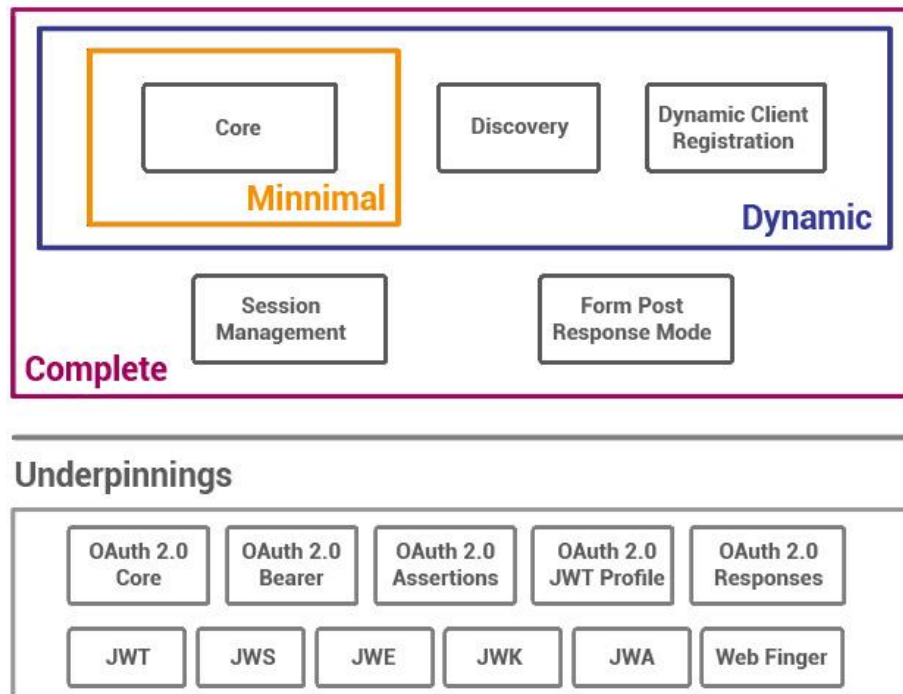 Core
Discovery
Dynamic Client
Registration
Minnimal
Dynamic
Session
Management
Form Post
Response Mode
Complete
Underpinnings
OAuth 2.0
Core
OAuth 2.0
Bearer
OAuth 2.0
Assertions
OAuth 2.0
JWT Profile
OAuth 2.0
Responses
JWT
JWS
JWE
JWK
JWA
Web Finger